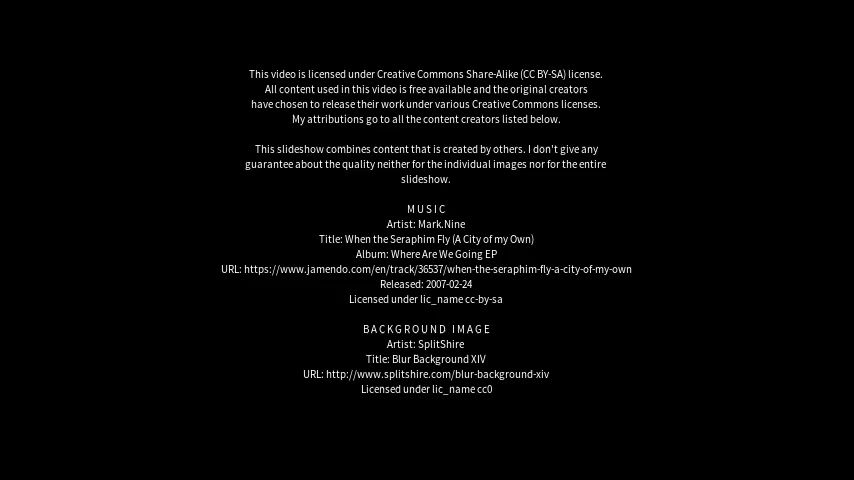 This video is licensed under Creative Commons Share-Alike (CC BY-SA) license.
All content used in this video is free available and the original creators
have chosen to release their work under various Creative Commons licenses.
My attributions go to all the content creators listed below.
This slideshow combines content that is created by others. I don't give any
guarantee about the quality neither for the individual images nor for the entire
slideshow.
MUSIC
Artist: Mark.Nine
Title: When the Seraphim Fly (A City of my Own)
Album: Where Are We Going EP
URL: https://www.jamendo.com/en/track/36537/when-the-seraphim-fly-a-city-of-my-own
Released: 2007-02-24
Licensed under lic_name cc-by-sa
BACKGROUND IMAGE
Artist: SplitShire
Title: Blur Background XIV
URL: http://www.splitshire.com/blur-background-xiv
Licensed under lic_name cc0